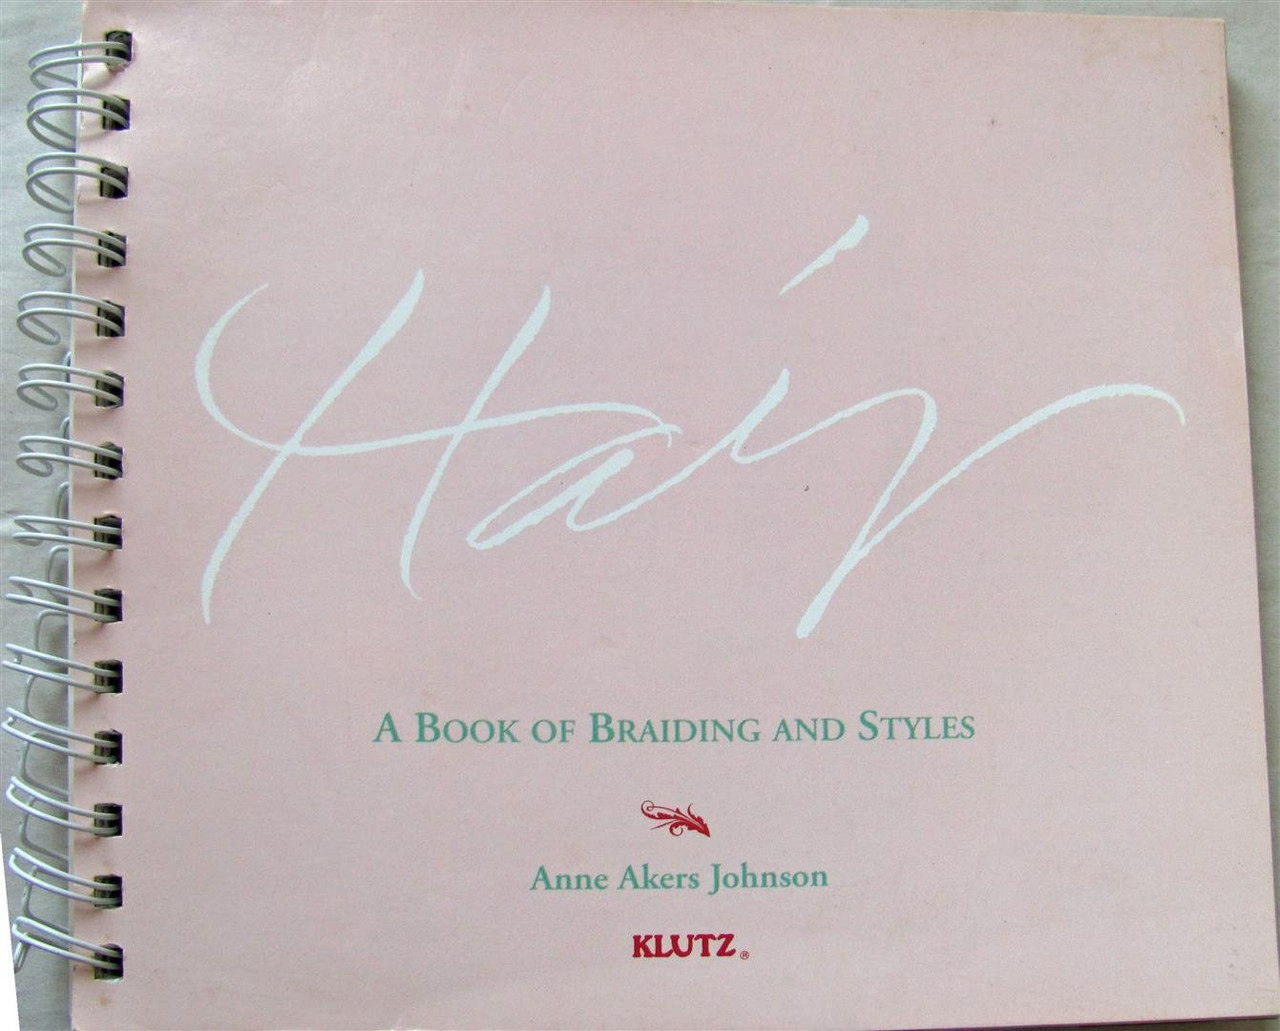 Hair
A BOOK OF BRAIDING AND STYLES
Anne Akers Johnson
KLUTZ®